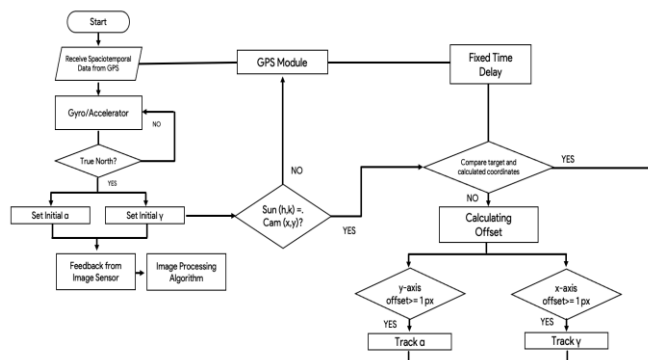 Start
Receive Spaciotemporal
Data from GPS
GPS Module
Fixed Time
Delay
Gyro/Accelerator
NO
True North?
YES
Set Initial α
Set Initial γ
Feedback from
Image Sensor
Image Processing
Algorithm
NO
Sun (h,k) =.
Cam (x,y)?
YES
Compare target and
calculated coordinates
YES
NO
Calculating
Offset
y-axis
offset>= 1px
YES
Track α
x-axis
offset>= 1 px
YES
Track γ